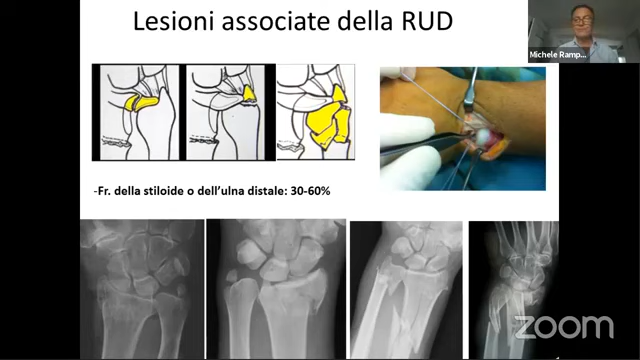 Lesioni associate della RUD
Michele Ramp...
-Fr. della stiloide o dell'ulna distale: 30-60%
zoom